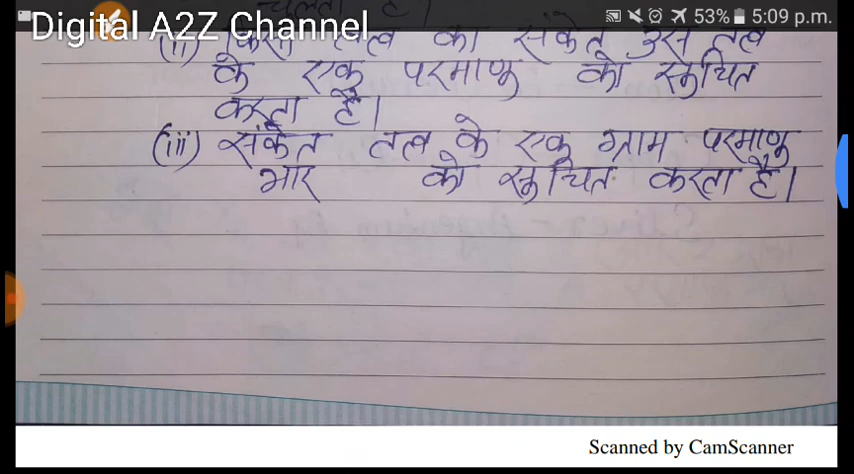 चलता है।
53% 5:09 p.m.
Digital A2Z Channel
(ii) किसी तत्व का संकेत उस तत्व
के एक परमाणु को सूचित
करता है।
(iii) संकेत तत्व के एक ग्राम परमाणु
भार को सूचित करता है।
Scanned by CamScanner